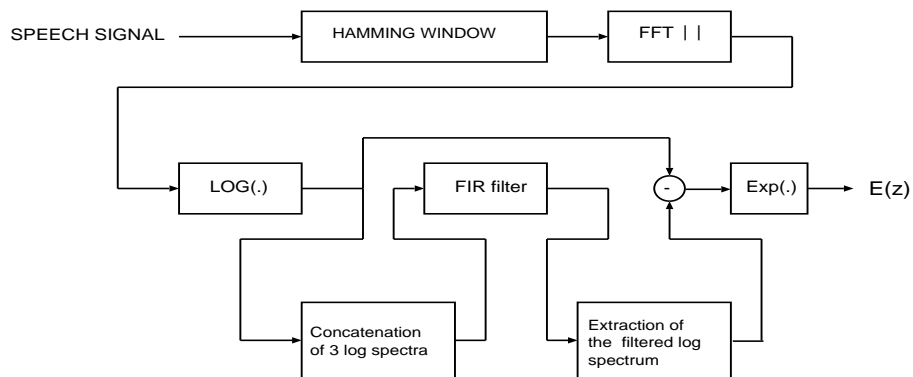 SPEECH SIGNAL
HAMMING WINDOW
FFT | |
LOG(.)
FIR filter
-
Exp(.)
E(z)
Concatenation
of 3 log spectra
Extraction of
the filtered log
spectrum